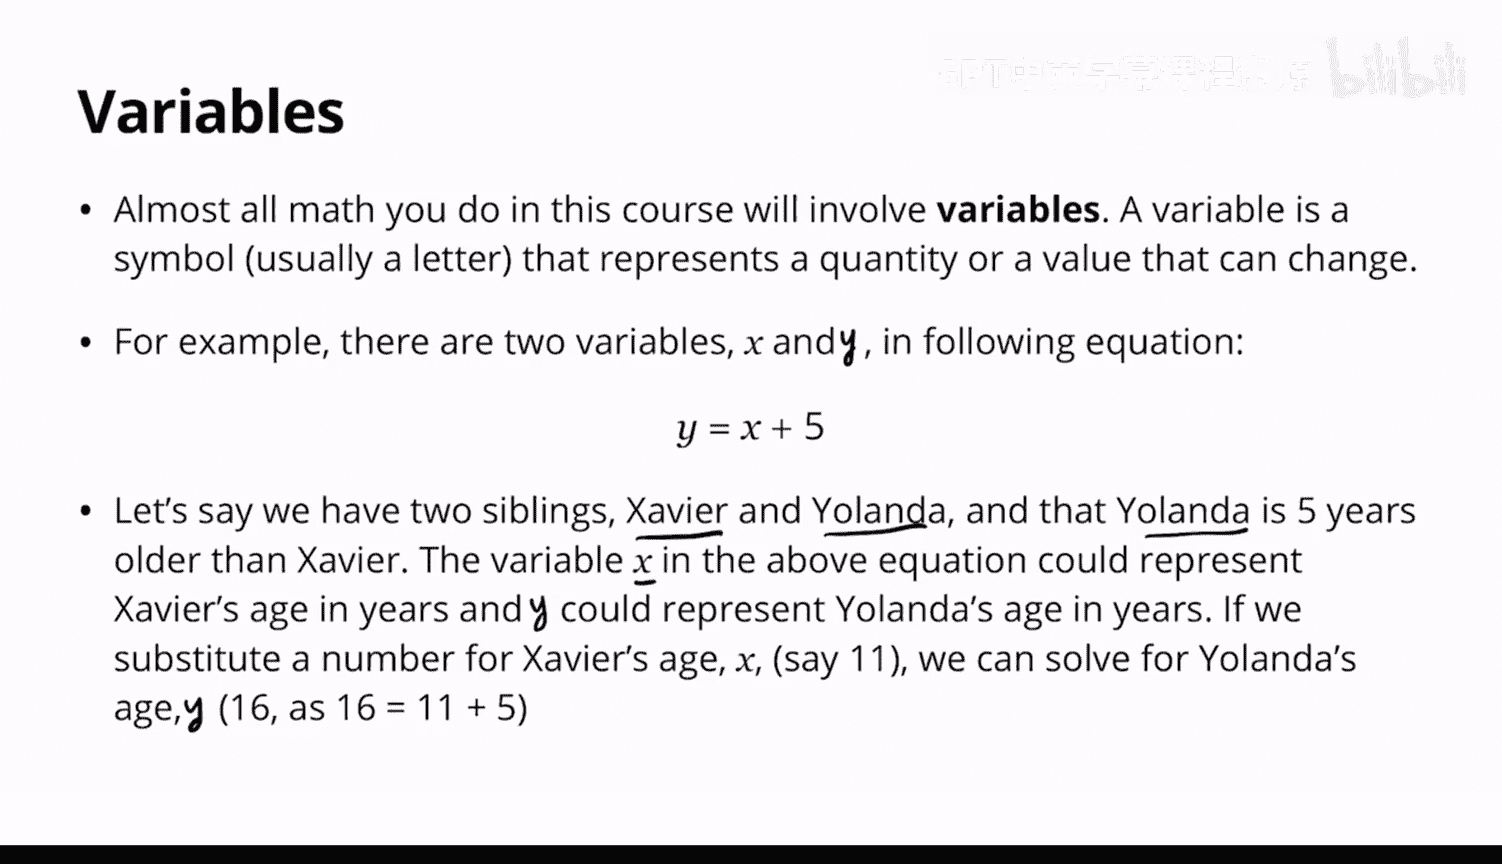 bilibili
Variables
• Almost all math you do in this course will involve variables. A variable is a
symbol (usually a letter) that represents a quantity or a value that can change.
• For example, there are two variables, x and y, in following equation:
y = x + 5
• Let’s say we have two siblings, Xavier and Yolanda, and that Yolanda is 5 years
older than Xavier. The variable x in the above equation could represent
Xavier’s age in years and y could represent Yolanda’s age in years. If we
substitute a number for Xavier’s age, x, (say 11), we can solve for Yolanda’s
age, y (16, as 16 = 11 + 5)